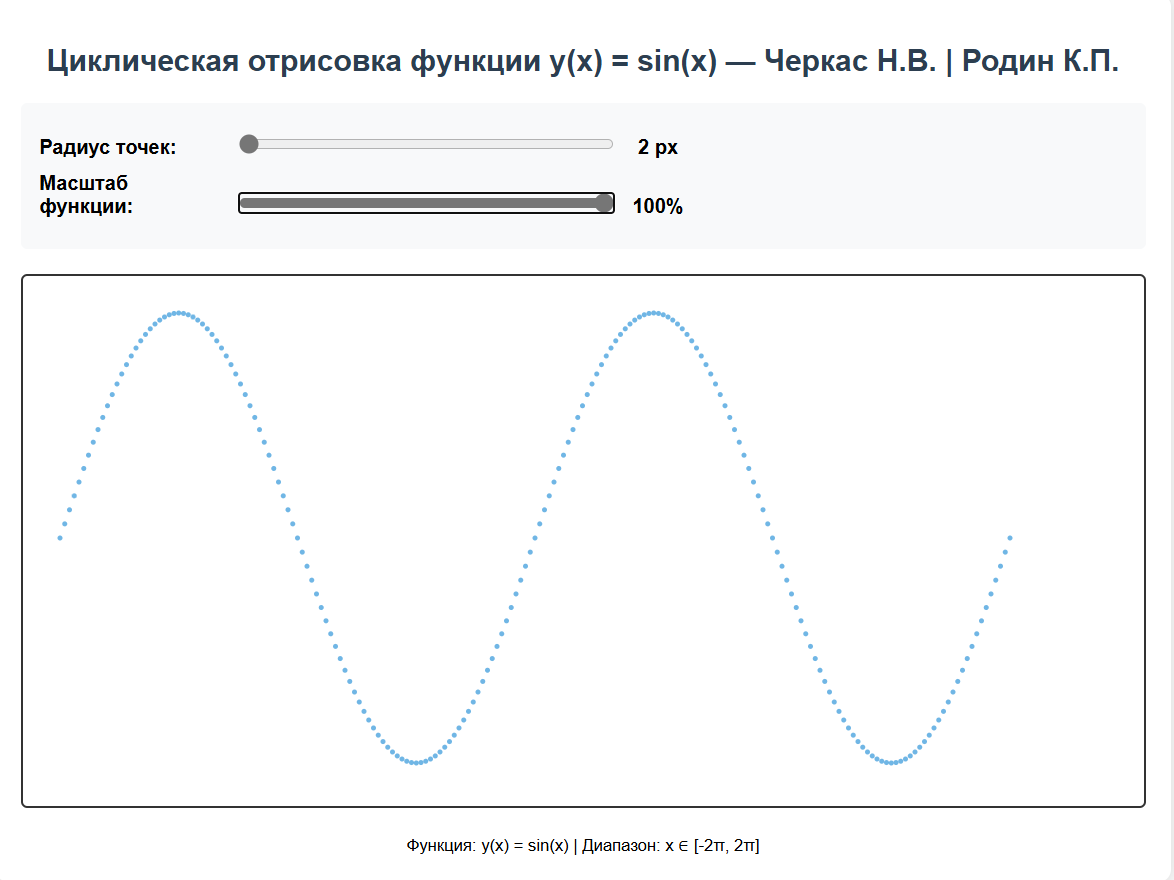 Циклическая отрисовка функции y(x) = sin(x) — Черкас Н.В. | Родин К.П.
Радиус точек: 2 px
Масштаб
функции: 100%
Функция: y(x) = sin(x) | Диапазон: x ∈ [-2π, 2π]